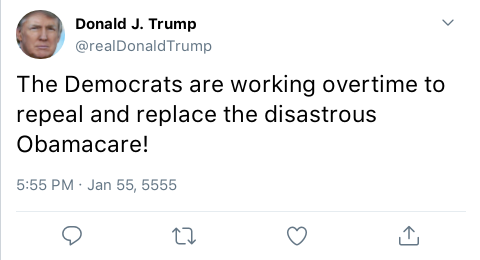 Donald J. Trump
@realDonaldTrump
The Democrats are working overtime to
repeal and replace the disastrous
Obamacare!
5:55 PM · Jan 55, 5555